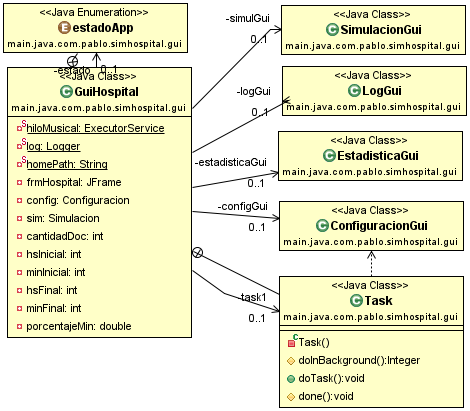 <<Java Enumeration>>
estadoApp
main.java.com.pablo.simhospital.gui
-estado
0..1
<<Java Class>>
GuiHospital
main.java.com.pablo.simhospital.gui
hiloMusical: ExecutorService
log: Logger
homePath: String
frmHospital: JFrame
config: Configuracion
sim: Simulacion
cantidadDoc: int
hsInicial: int
minInicial: int
hsFinal: int
minFinal: int
porcentajeMin: double
-simulGui
0..1
<<Java Class>>
SimulacionGui
main.java.com.pablo.simhospital.gui
-logGui
0..1
<<Java Class>>
LogGui
main.java.com.pablo.simhospital.gui
-estadisticaGui
0..1
<<Java Class>>
EstadisticaGui
main.java.com.pablo.simhospital.gui
-configGui
0..1
<<Java Class>>
ConfiguracionGui
main.java.com.pablo.simhospital.gui
-task1
0..1
<<Java Class>>
Task
main.java.com.pablo.simhospital.gui
Task()
doInBackground():Integer
doTask():void
done():void